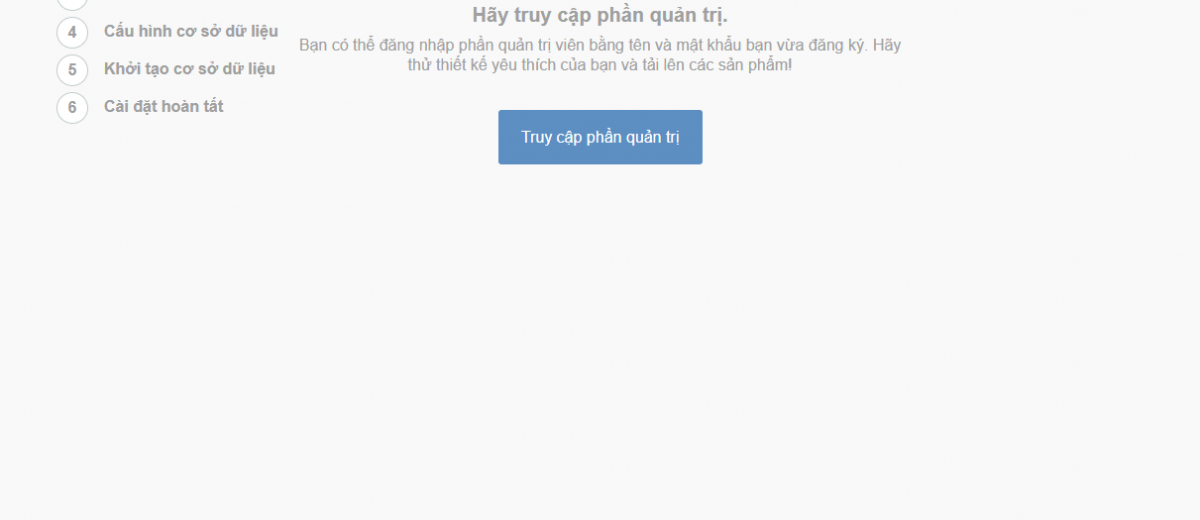 4 Cấu hình cơ sở dữ liệu
5 Khởi tạo cơ sở dữ liệu
6 Cài đặt hoàn tất
Hãy truy cập phần quản trị.
Bạn có thể đăng nhập phần quản trị viên bằng tên và mật khẩu bạn vừa đăng ký. Hãy
thử thiết kế yêu thích của bạn và tải lên các sản phẩm!
Truy cập phần quản trị